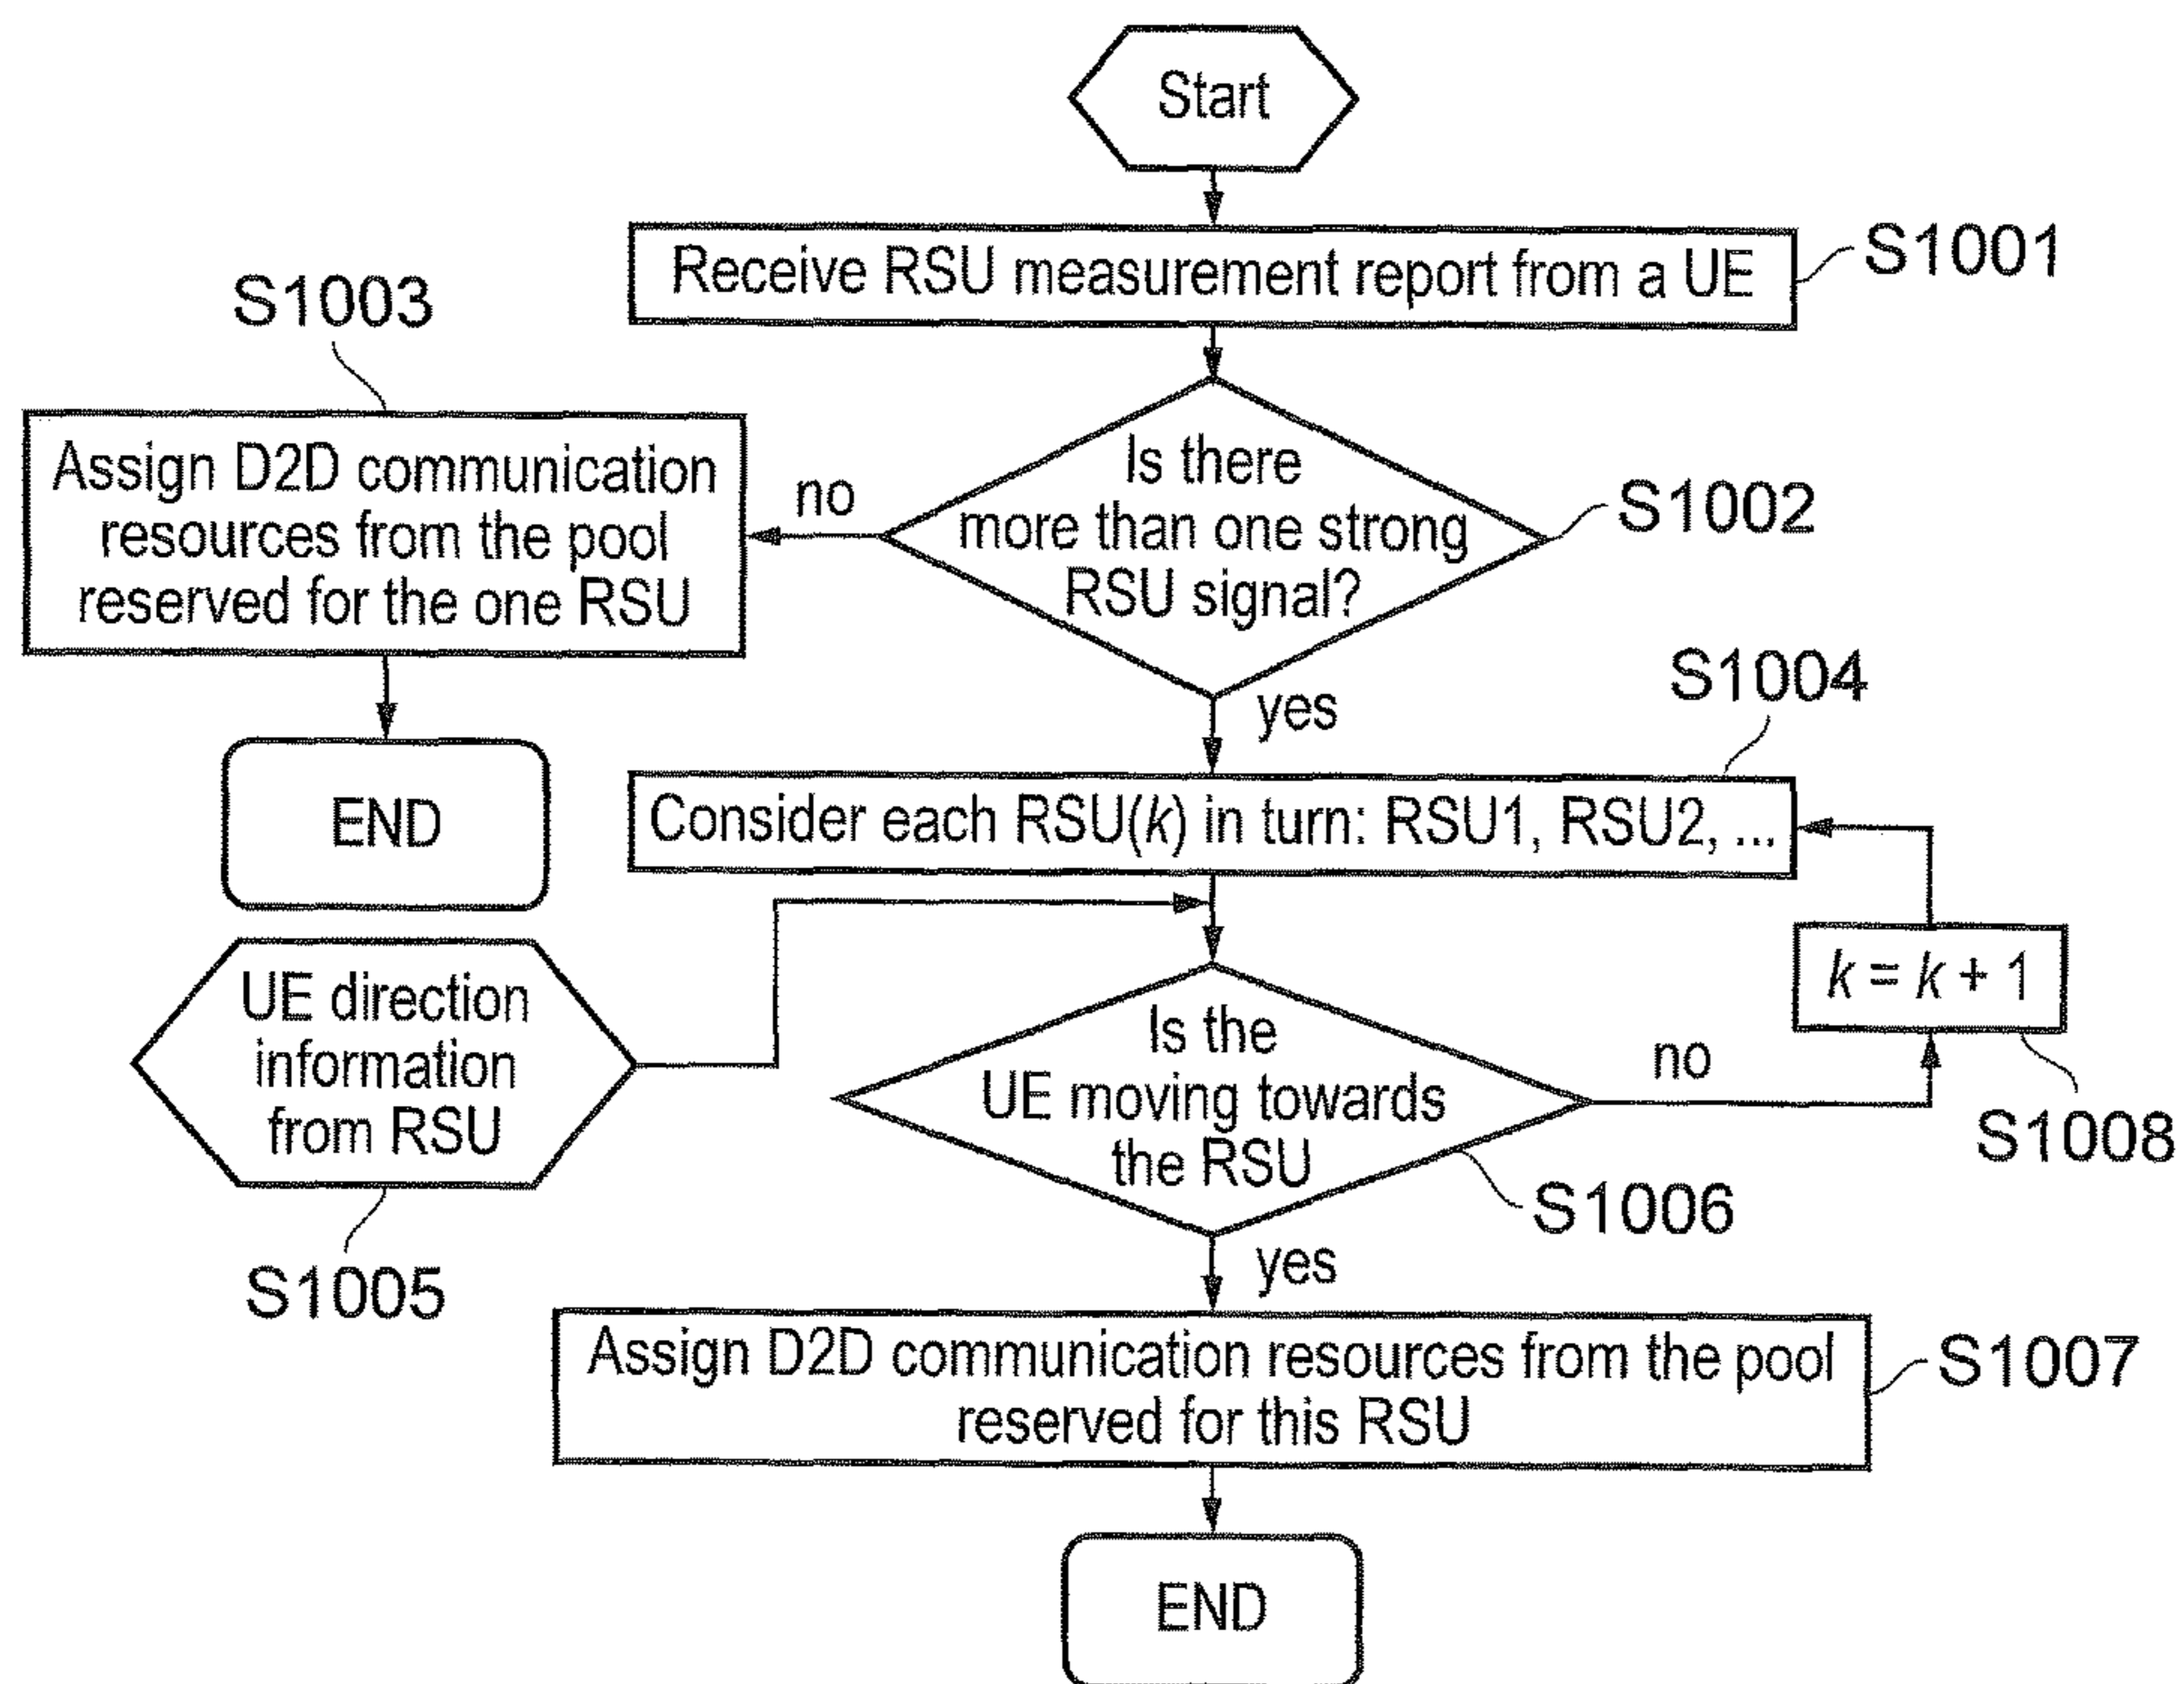 Start
Receive RSU measurement report from a UE
S1001
S1003
Assign D2D communication
resources from the pool
reserved for the one RSU
no
Is there
more than one strong
RSU signal?
S1002
yes
END
S1004
Consider each RSU(k) in turn: RSU1, RSU2, ...
UE direction
information
from RSU
S1005
Is the
UE moving towards
the RSU
no
k = k + 1
S1008
S1006
yes
Assign D2D communication resources from the pool
reserved for this RSU
S1007
END